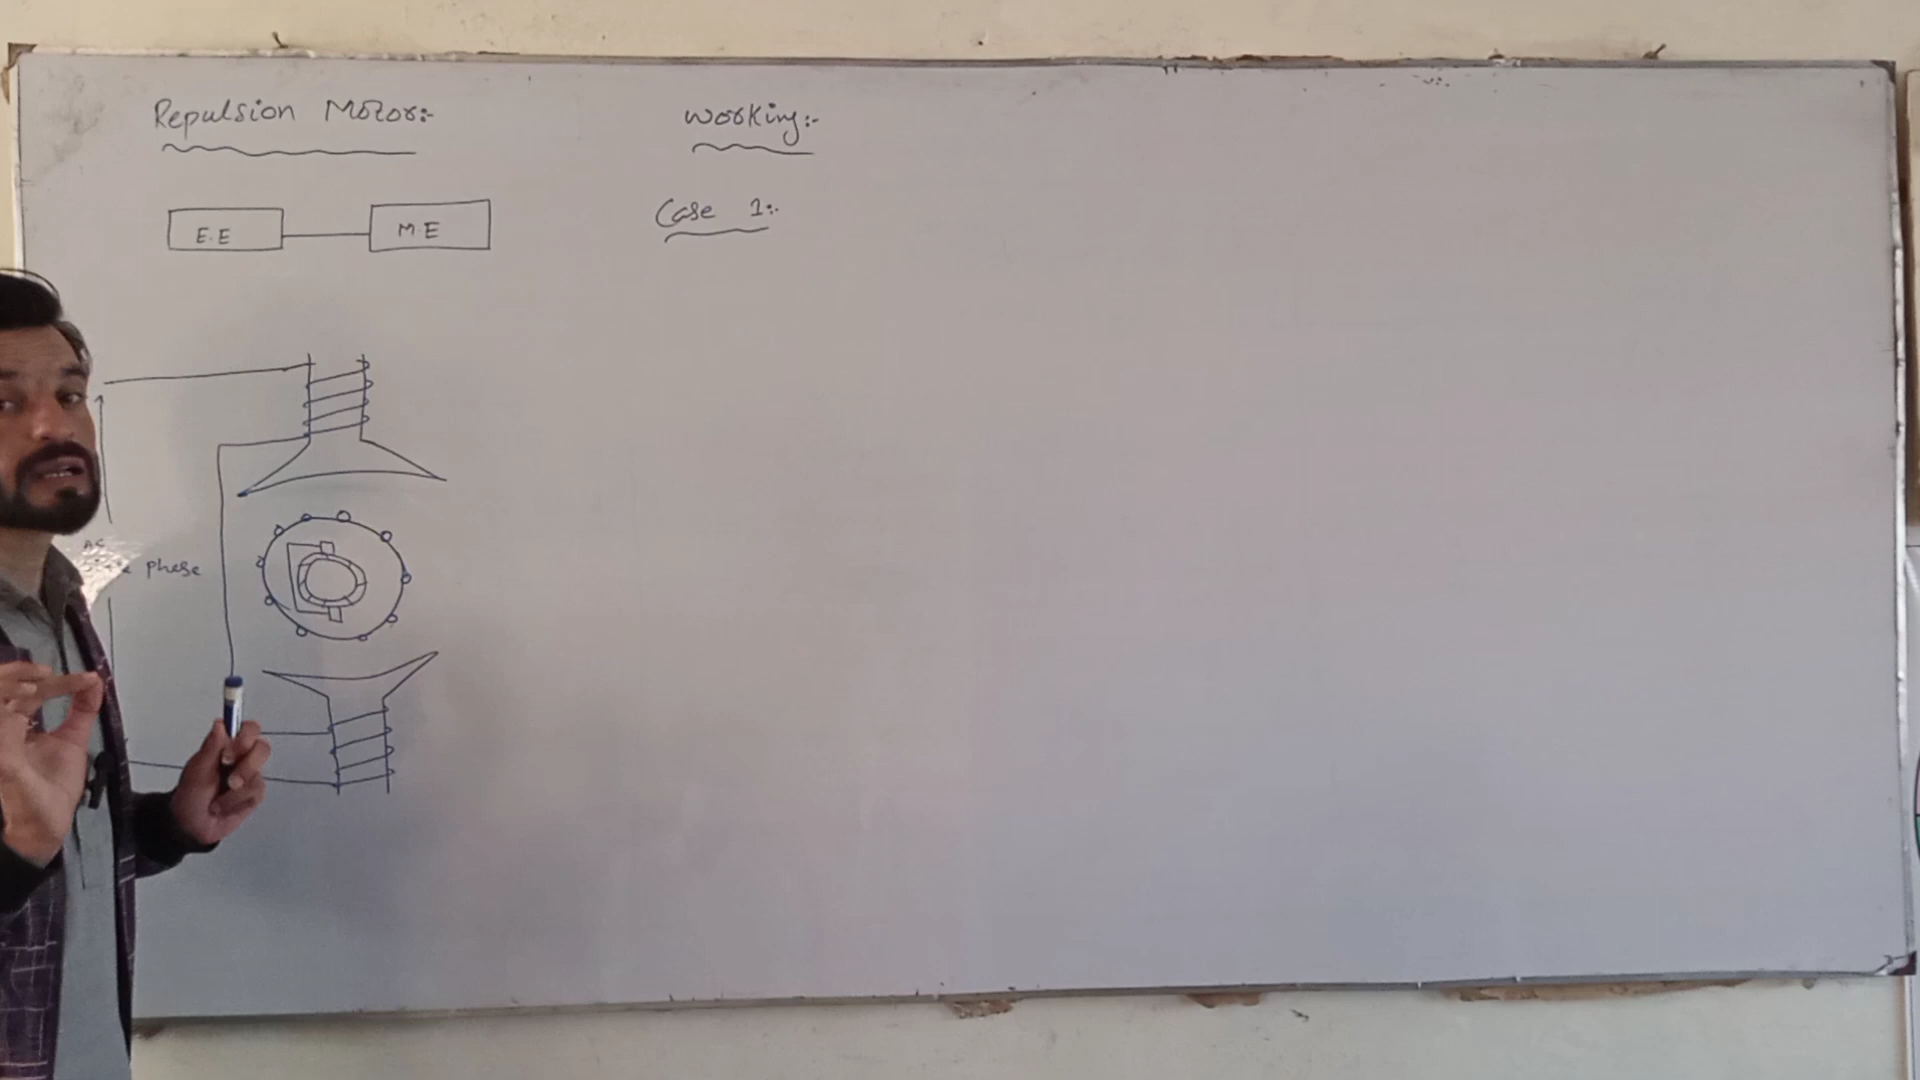 Repulsion Motor:-
E.E
M.E
AC
phase
Working:-
Case 1:-